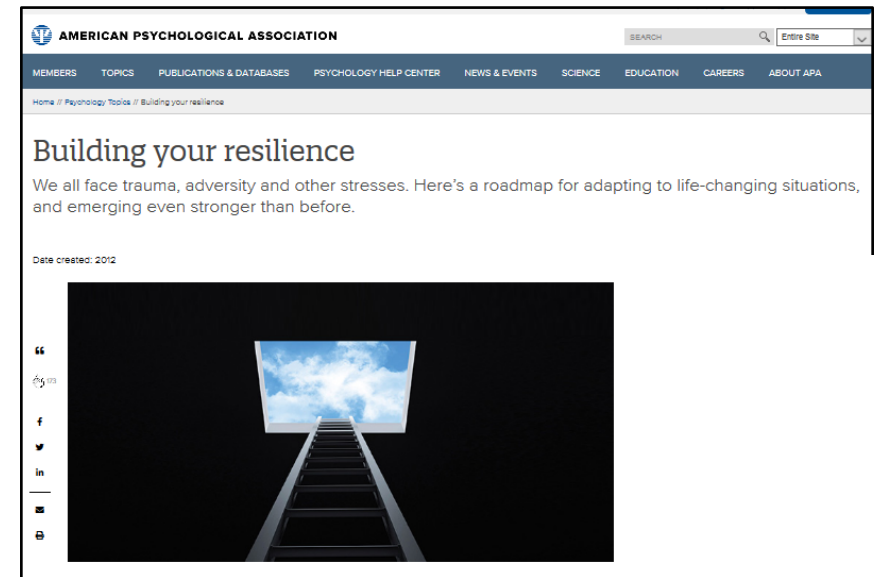 AMERICAN PSYCHOLOGICAL ASSOCIATION
SEARCH
Entire Site
MEMBERS TOPICS PUBLICATIONS & DATABASES PSYCHOLOGY HELP CENTER NEWS & EVENTS SCIENCE EDUCATION CAREERS ABOUT APA
Home // Psychology Topics // Building your resilience
Building your resilience
We all face trauma, adversity and other stresses. Here's a roadmap for adapting to life-changing situations,
and emerging even stronger than before.
Date created: 2012
173